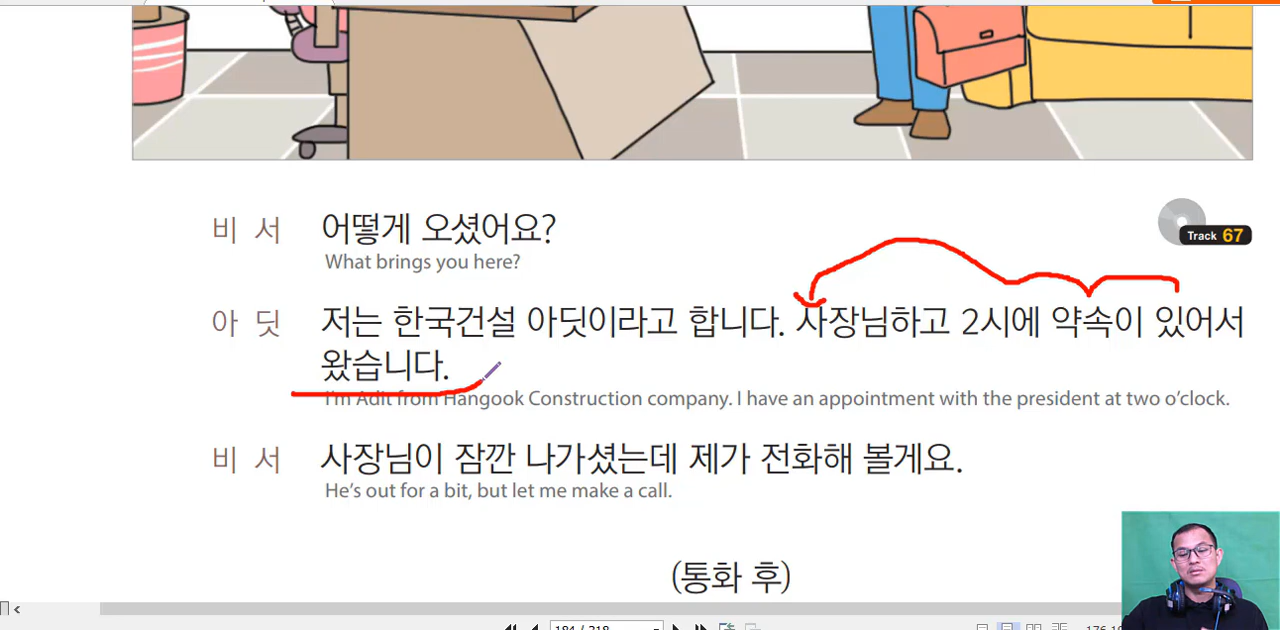 비 서 어떻게 오셨어요?
What brings you here?
Track 67
아 딧 저는 한국건설 아딧이라고 합니다. 사장님하고 2시에 약속이 있어서
왔습니다.
I'm Adit from Hangook Construction company. I have an appointment with the president at two o'clock.
비 서 사장님이 잠깐 나가셨는데 제가 전화해 볼게요.
He's out for a bit, but let me make a call.
(통화 후)
184 / 218